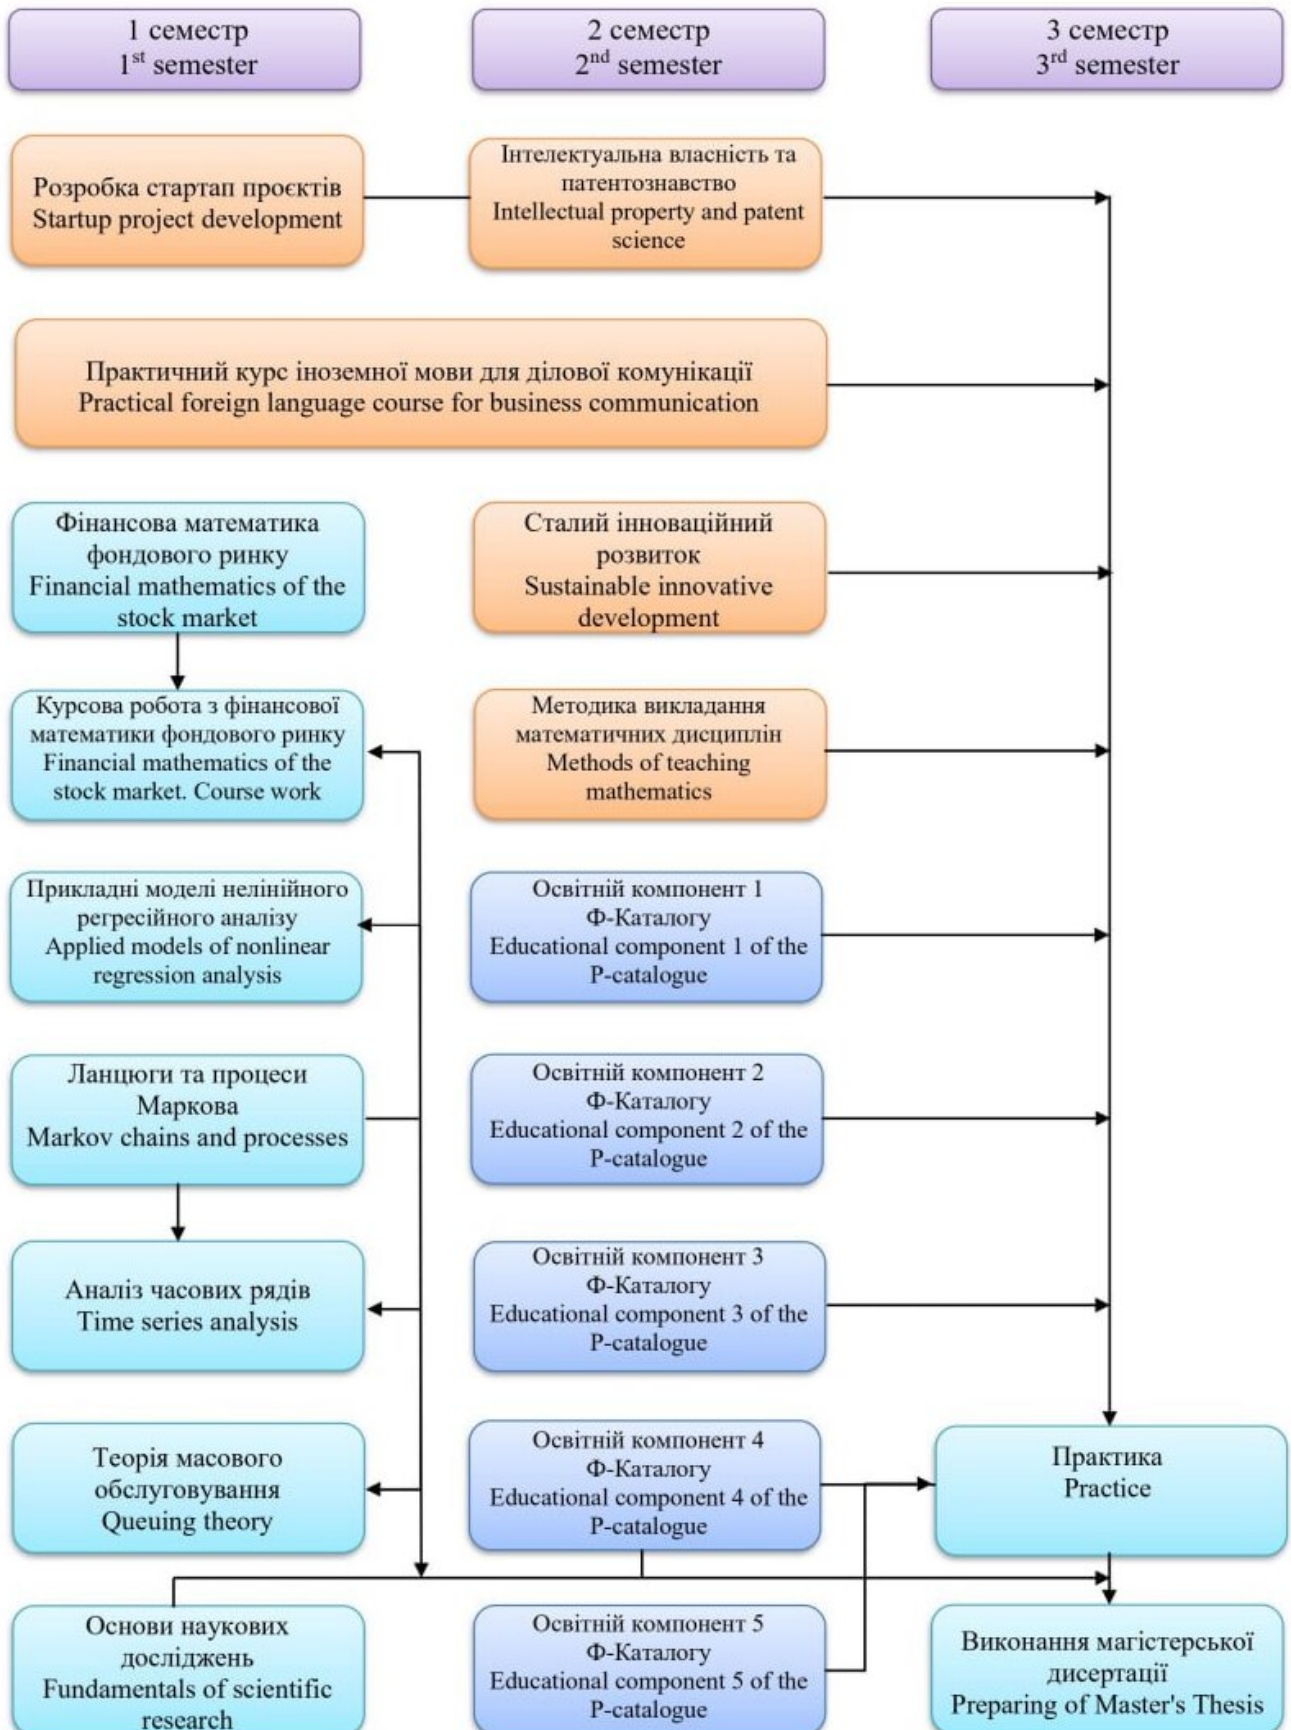 1 семестр
1st semester
2 семестр
2nd semester
3 семестр
3rd semester
Розробка стартап проєктів
Startup project development
Інтелектуальна власність та
патентознавство
Intellectual property and patent
science
Практичний курс іноземної мови для ділової комунікації
Practical foreign language course for business communication
Фінансова математика
фондового ринку
Financial mathematics of the
stock market
Сталий інноваційний
розвиток
Sustainable innovative
development
Курсова робота з фінансової
математики фондового ринку
Financial mathematics of the
stock market. Course work
Методика викладання
математичних дисциплін
Methods of teaching
mathematics
Прикладні моделі нелінійного
регресійного аналізу
Applied models of nonlinear
regression analysis
Освітній компонент 1
Ф-Каталогу
Educational component 1 of the
P-catalogue
Ланцюги та процеси
Маркова
Markov chains and processes
Освітній компонент 2
Ф-Каталогу
Educational component 2 of the
P-catalogue
Аналіз часових рядів
Time series analysis
Освітній компонент 3
Ф-Каталогу
Educational component 3 of the
P-catalogue
Теорія масового
обслуговування
Queuing theory
Освітній компонент 4
Ф-Каталогу
Educational component 4 of the
P-catalogue
Практика
Practice
Основи наукових
досліджень
Fundamentals of scientific
research
Освітній компонент 5
Ф-Каталогу
Educational component 5 of the
P-catalogue
Виконання магістерської
дисертації
Preparing of Master's Thesis